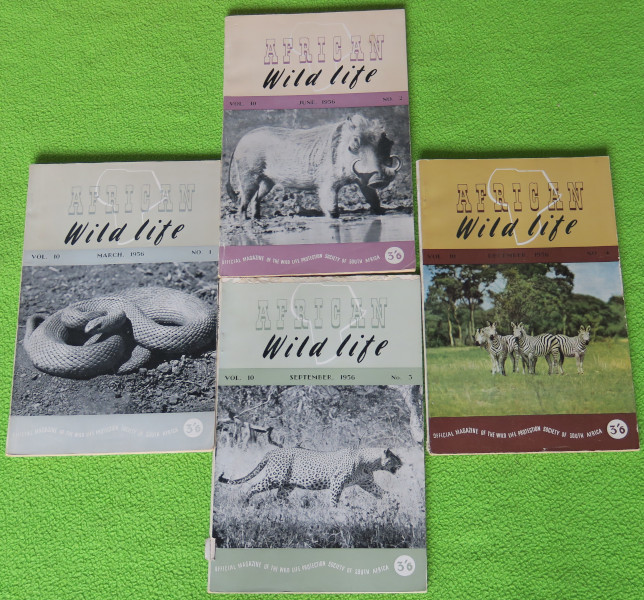 AFRICAN
Wild life
VOL. 10 JUNE, 1956 NO. 2
OFFICIAL MAGAZINE OF THE WILD LIFE PROTECTION SOCIETY OF SOUTH AFRICA 3'6
AFRICAN
Wild life
VOL. 10 MARCH, 1956 NO. 1
OFFICIAL MAGAZINE OF THE WILD LIFE PROTECTION SOCIETY OF SOUTH AFRICA 3'6
AFRICAN
Wild life
VOL. 10 DECEMBER, 1956 NO. 4
OFFICIAL MAGAZINE OF THE WILD LIFE PROTECTION SOCIETY OF SOUTH AFRICA 3'6
AFRICAN
Wild life
VOL. 10 SEPTEMBER, 1956 No. 3
OFFICIAL MAGAZINE OF THE WILD LIFE PROTECTION SOCIETY OF SOUTH AFRICA 3'6